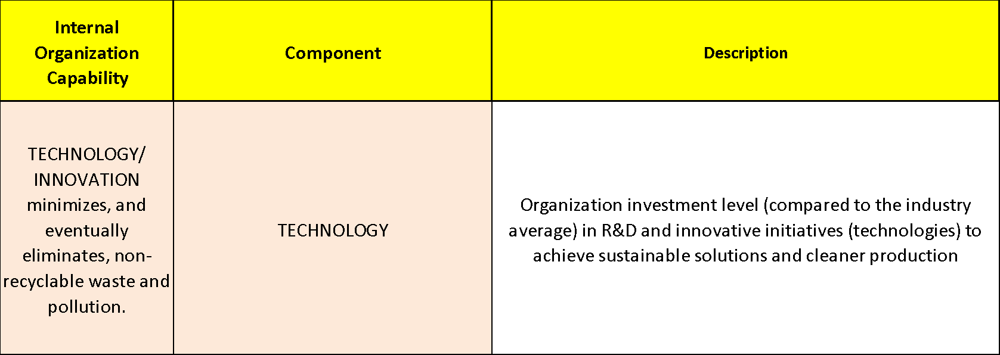 Internal
Organization
Capability
Component
Description
TECHNOLOGY/
INNOVATION
minimizes, and
eventually
eliminates, non-
recyclable waste and
pollution.
TECHNOLOGY
Organization investment level (compared to the industry
average) in R&D and innovative initiatives (technologies) to
achieve sustainable solutions and cleaner production